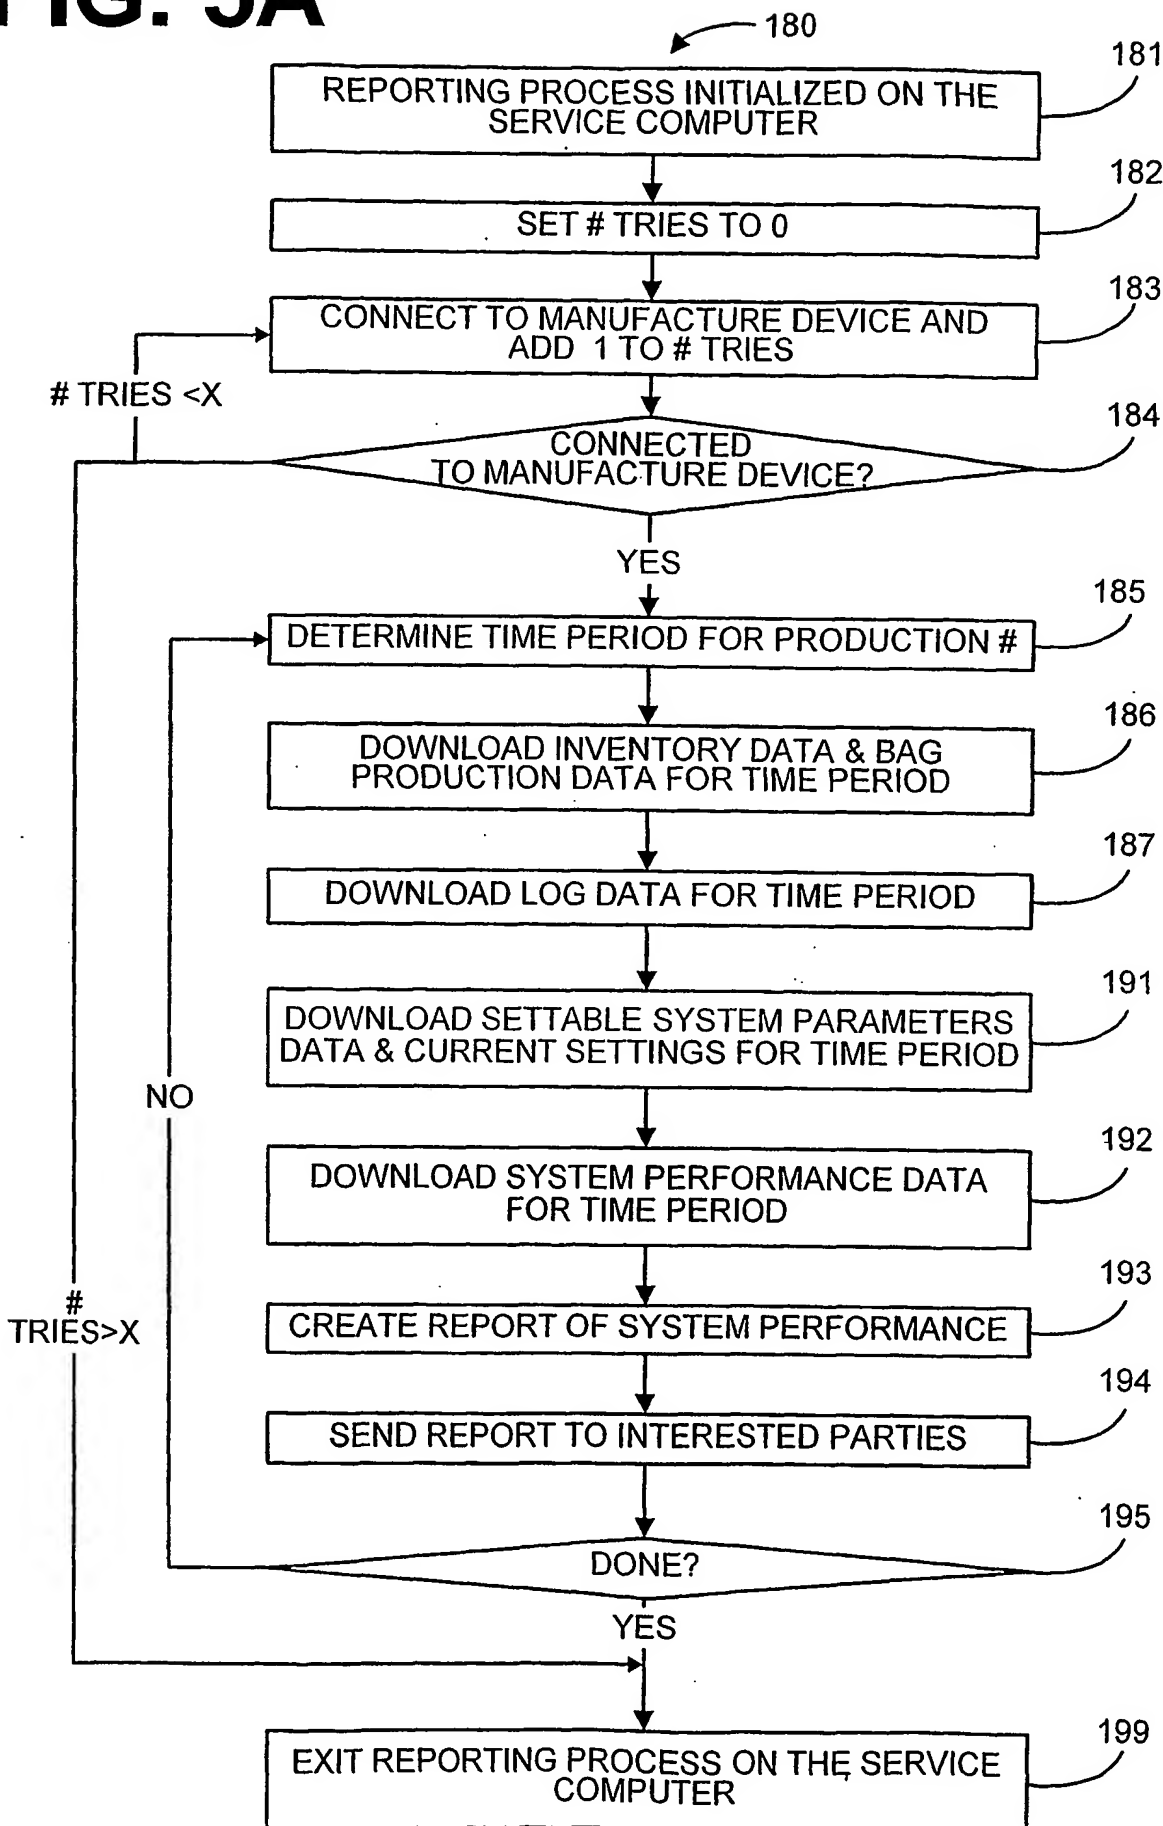 FIG. 5A
180
181
REPORTING PROCESS INITIALIZED ON THE
SERVICE COMPUTER
182
SET # TRIES TO 0
183
CONNECT TO MANUFACTURE DEVICE AND
ADD 1 TO # TRIES
# TRIES <X
184
CONNECTED
TO MANUFACTURE DEVICE?
YES
185
DETERMINE TIME PERIOD FOR PRODUCTION #
186
DOWNLOAD INVENTORY DATA & BAG
PRODUCTION DATA FOR TIME PERIOD
187
DOWNLOAD LOG DATA FOR TIME PERIOD
191
DOWNLOAD SETTABLE SYSTEM PARAMETERS
DATA & CURRENT SETTINGS FOR TIME PERIOD
NO
192
DOWNLOAD SYSTEM PERFORMANCE DATA
FOR TIME PERIOD
193
#
TRIES>X
CREATE REPORT OF SYSTEM PERFORMANCE
194
SEND REPORT TO INTERESTED PARTIES
195
DONE?
YES
199
EXIT REPORTING PROCESS ON THE SERVICE
COMPUTER